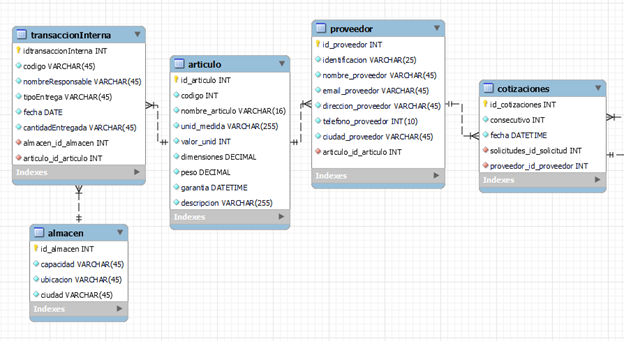 transaccionInterna
idtransaccionInterna INT
codigo VARCHAR(45)
nombreResponsable VARCHAR(45)
tipoEntrega VARCHAR(45)
fecha DATE
cantidadEntregada VARCHAR(45)
almacen_id_almacen INT
articulo_id_articulo INT
Indexes
almacen
id_almacen INT
capacidad VARCHAR(45)
ubicacion VARCHAR(45)
ciudad VARCHAR(45)
Indexes
articulo
id_articulo INT
codigo INT
nombre_articulo VARCHAR(16)
unid_medida VARCHAR(255)
valor_unid INT
dimensiones DECIMAL
peso DECIMAL
garantia DATETIME
descripcion VARCHAR(255)
Indexes
proveedor
id_proveedor INT
identificacion VARCHAR(25)
nombre_proveedor VARCHAR(45)
email_proveedor VARCHAR(45)
direccion_proveedor VARCHAR(45)
telefono_proveedor INT(10)
ciudad_proveedor VARCHAR(45)
articulo_id_articulo INT
Indexes
cotizaciones
id_cotizaciones INT
consecutivo INT
fecha DATETIME
solicitudes_id_solicitud INT
proveedor_id_proveedor INT
Indexes